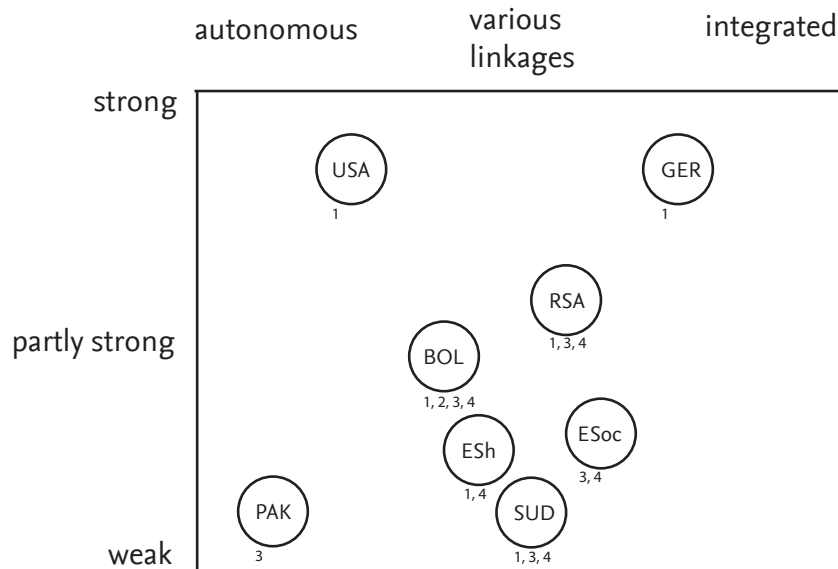 autonomous
various
linkages
integrated
strong
USA
1
GER
1
RSA
1, 3, 4
partly strong
BOL
1, 2, 3, 4
ESoc
3, 4
ESh
1, 4
PAK
3
SUD
1, 3, 4
weak